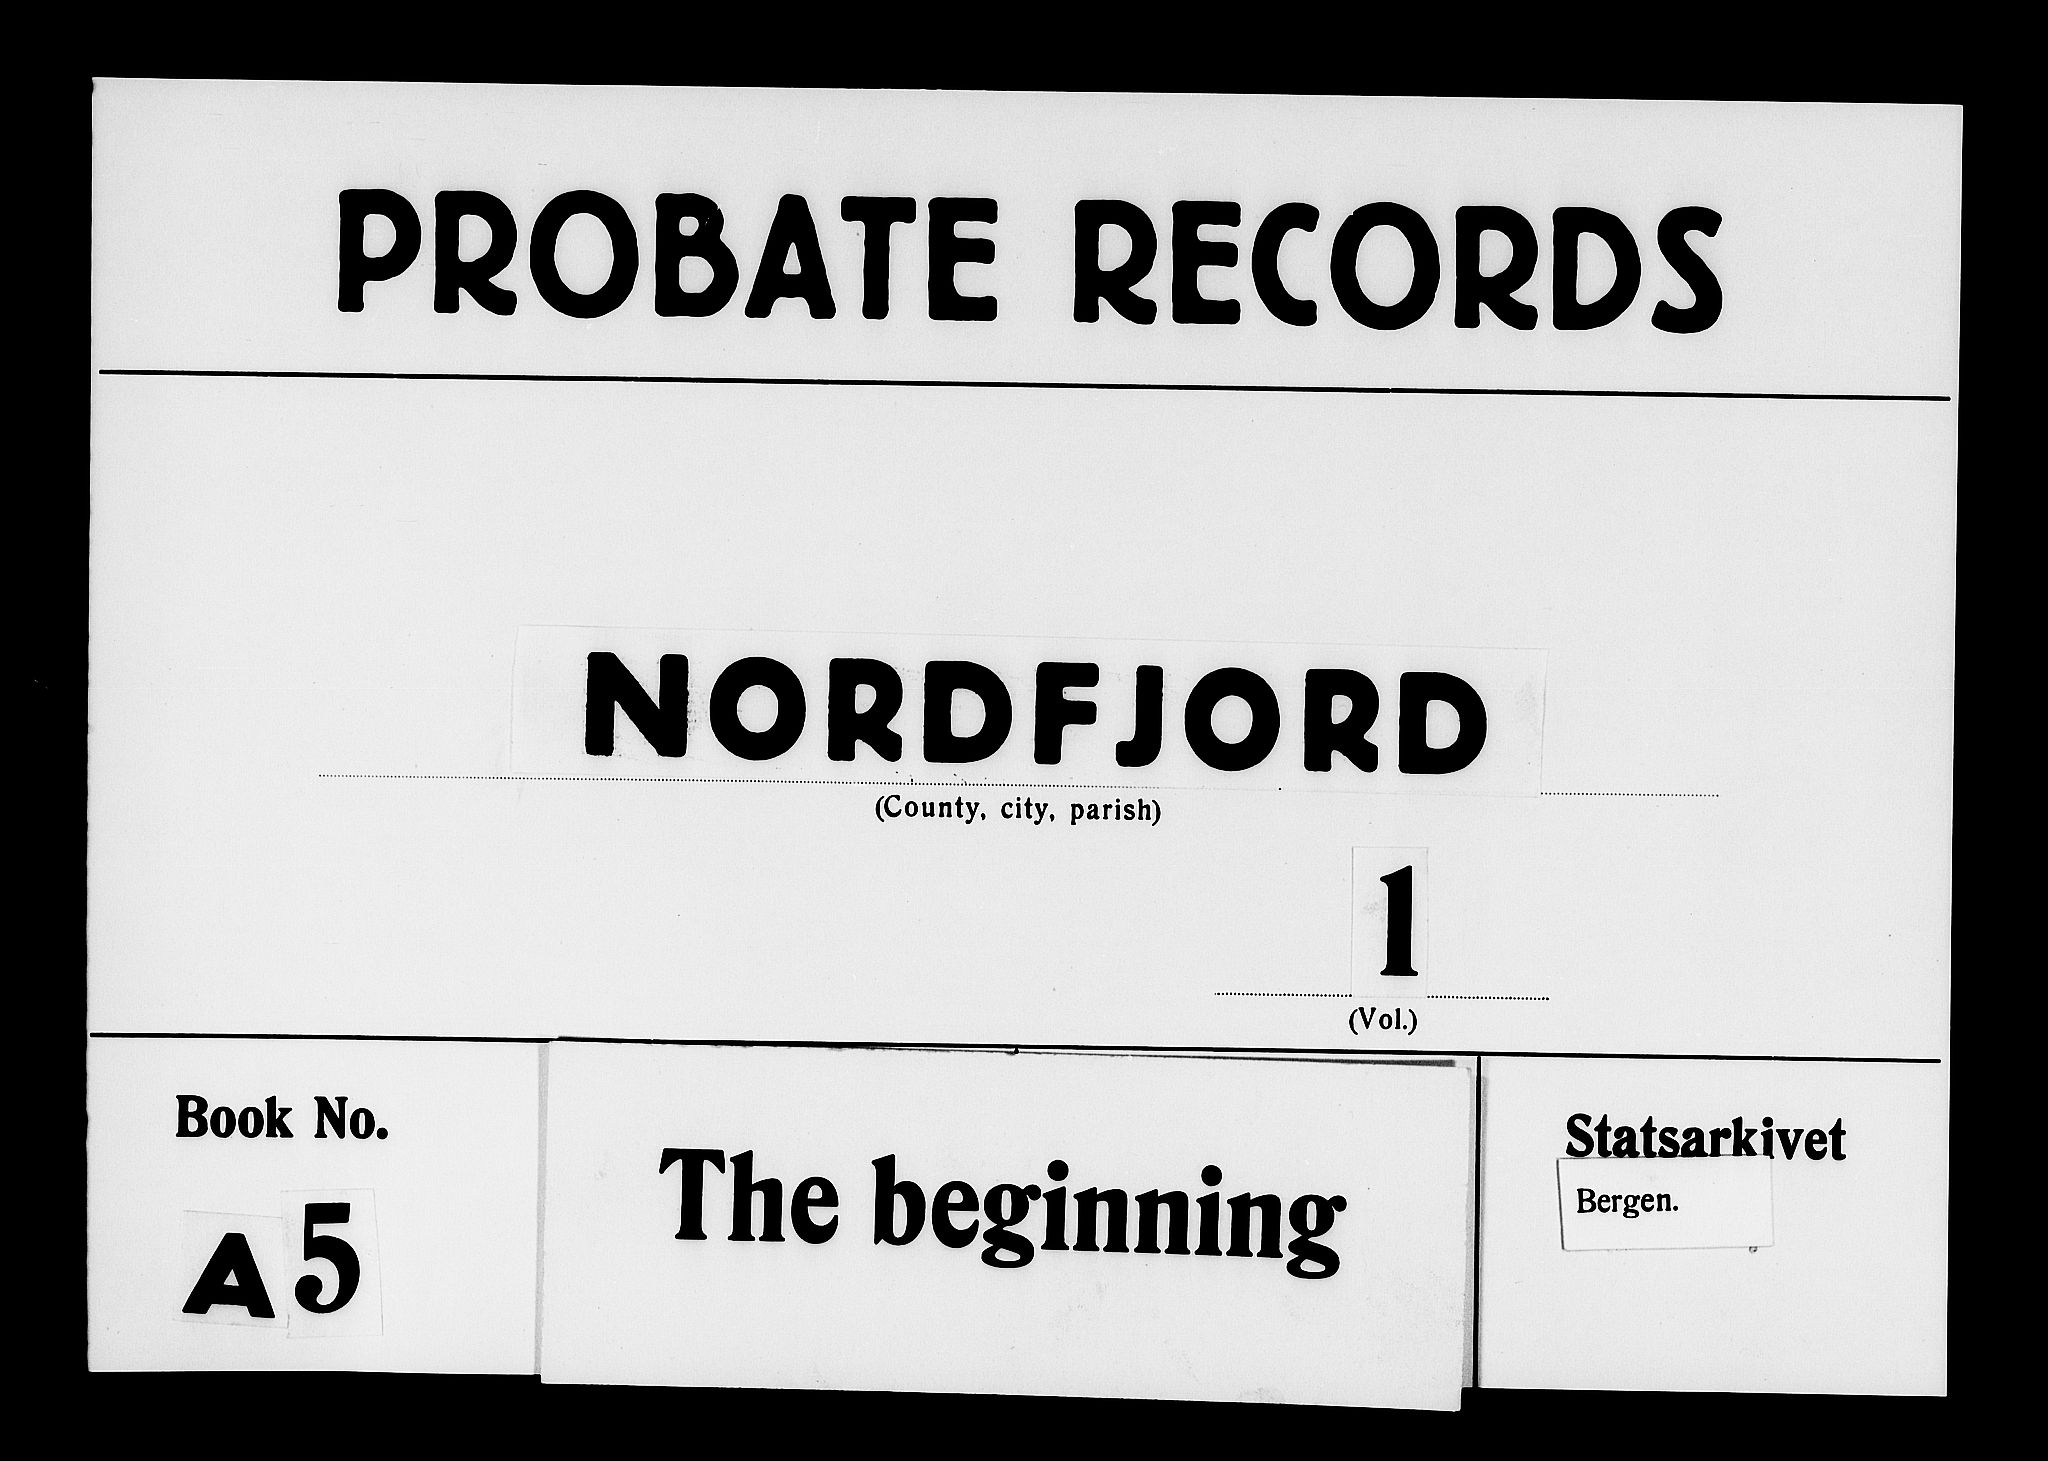 PROBATE RECORDS
NORDFJORD
(County, city, parish)
1
(Vol.)
Book No.
A 5
The beginning
Statsarkivet
Bergen.